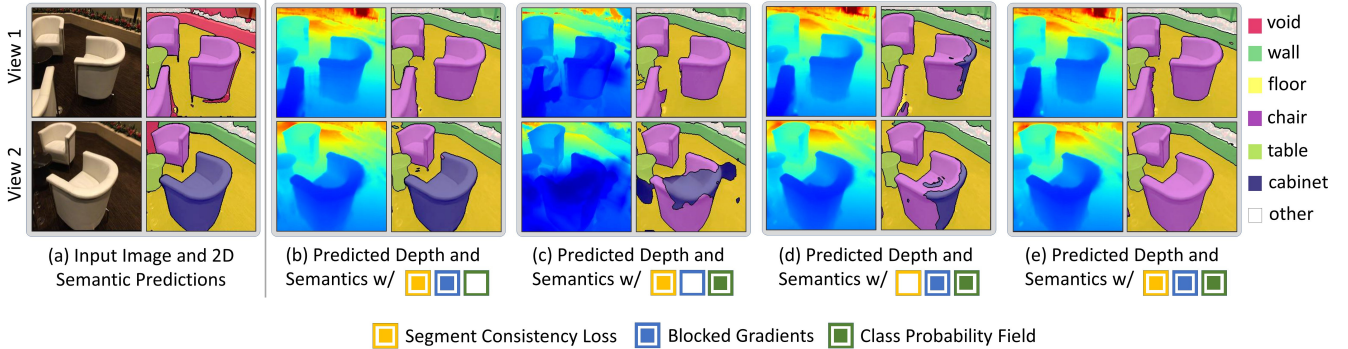 View 1
View 2
void
wall
floor
chair
table
cabinet
other
(a) Input Image and 2D
Semantic Predictions
(b) Predicted Depth and
Semantics w/
(c) Predicted Depth and
Semantics w/
(d) Predicted Depth and
Semantics w/
(e) Predicted Depth and
Semantics w/
Segment Consistency Loss
Blocked Gradients
Class Probability Field